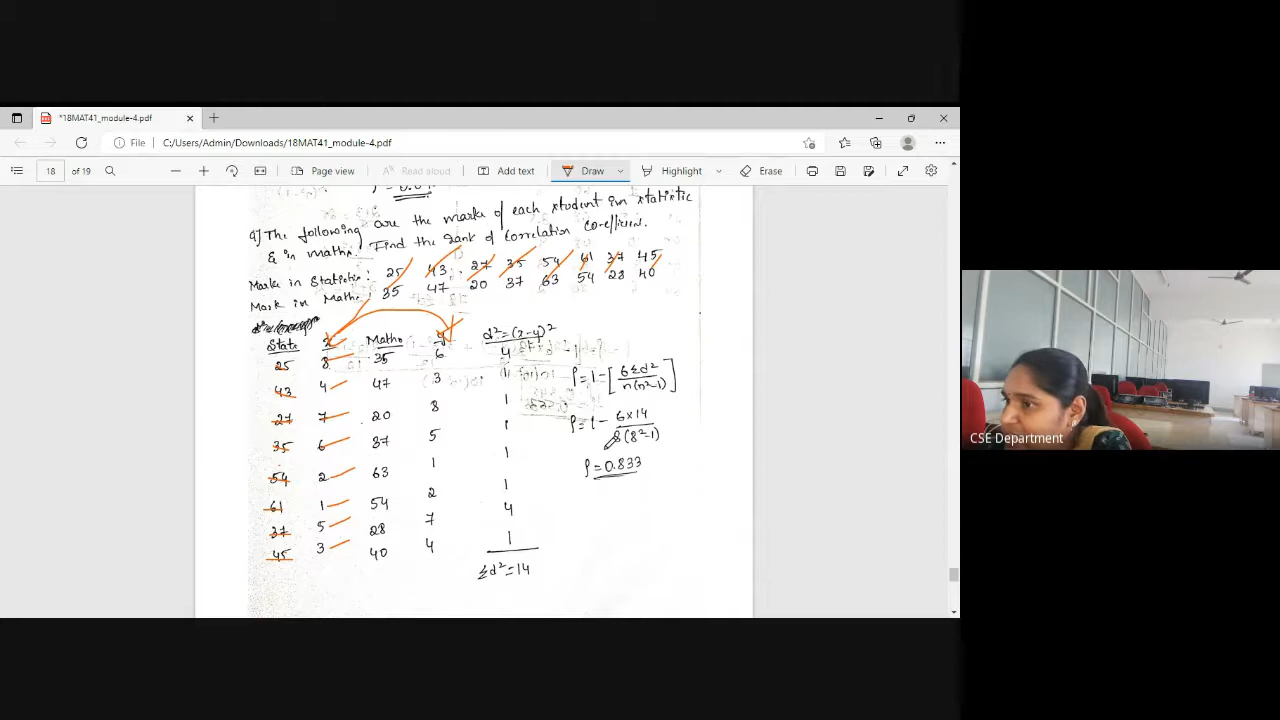 *18MAT41_module-4.pdf
File C:/Users/Admin/Downloads/18MAT41_module-4.pdf
18 of 19 Page view Read aloud Add text Draw Highlight Erase
9) The following are the marks of each student in statistic
& in maths. Find the rank of correlation coefficient.
Marks in Statistics: 25 43 27 35 54 61 37 45
Mark in Maths: 35 47 20 37 63 54 28 40
State x Maths y d²=(x-y)²
25 8 35 6 4
43 4 47 3 1
27 7 20 8 1
35 6 37 5 1
54 2 63 1 1
61 1 54 2 1
37 5 28 7 4
45 3 40 4 1
Σd²=14
ρ=1-[6Σd²/n(n²-1)]
ρ=1-6×14/8(8²-1)
ρ=0.833
CSE Department